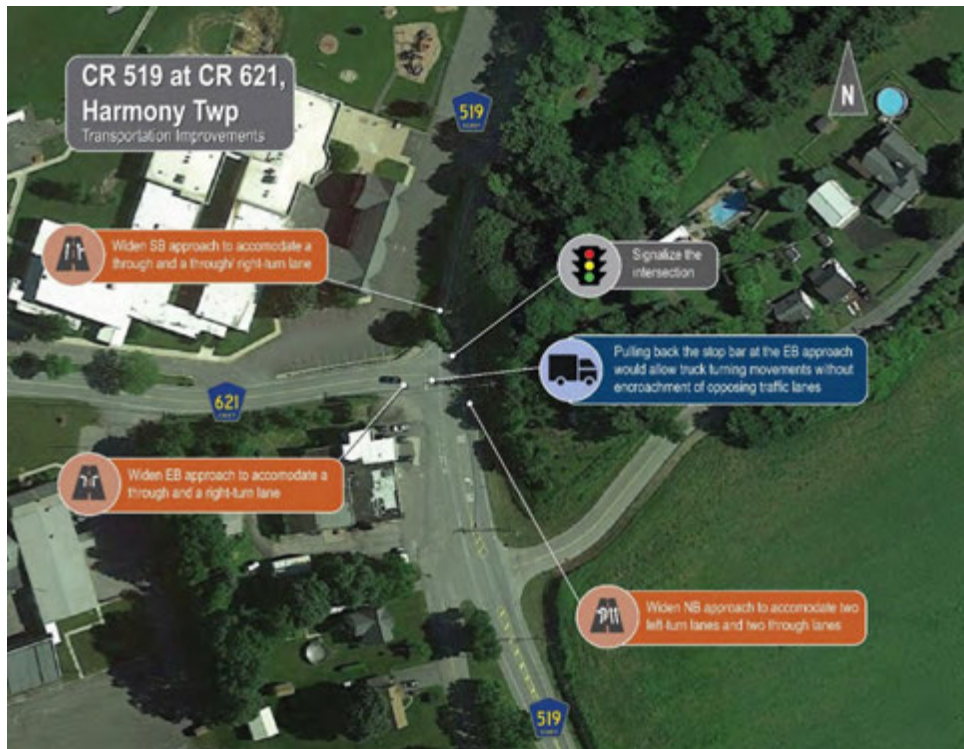 CR 519 at CR 621,
Harmony Twp
Transportation Improvements
519
N
Widen SB approach to accomodate a
through and a through/ right-turn lane
Signalize the
intersection
Pulling back the stop bar at the EB approach
would allow truck turning movements without
encroachment of opposing traffic lanes
621
Widen EB approach to accomodate a
through and a right-turn lane
Widen NB approach to accomodate two
left-turn lanes and two through lanes
519